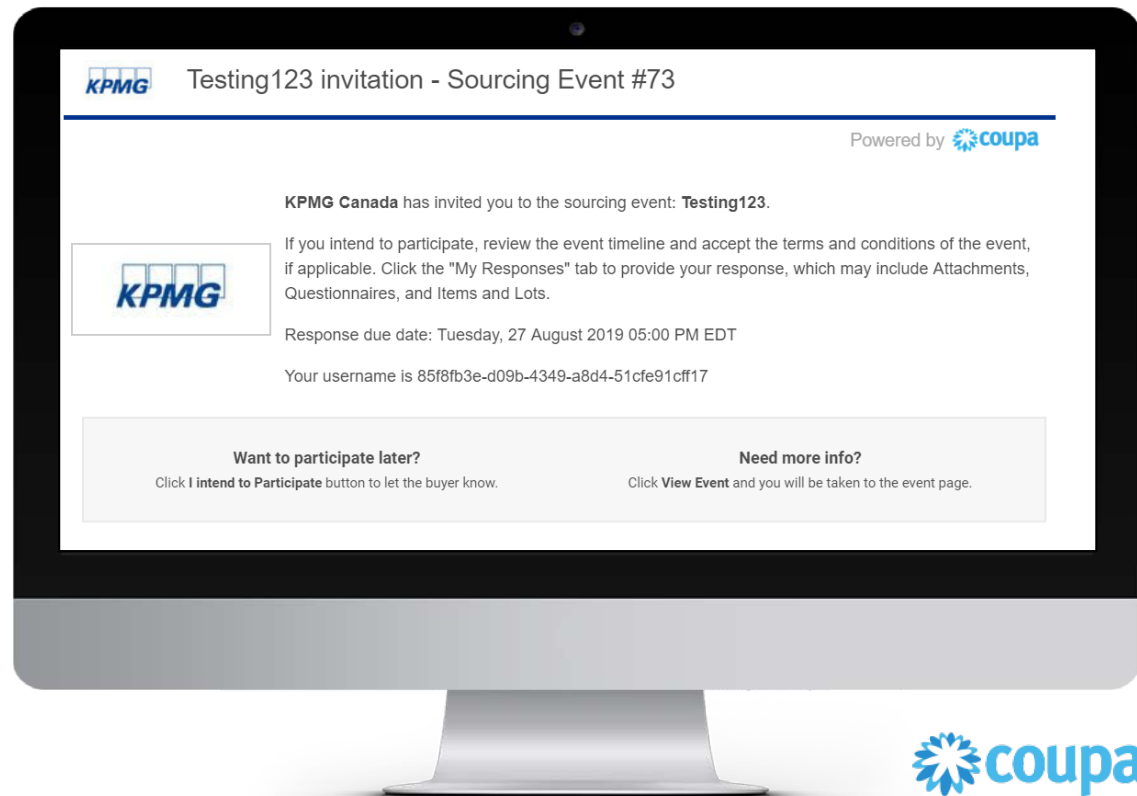 KPMG Testing123 invitation - Sourcing Event #73
Powered by coupa
KPMG Canada has invited you to the sourcing event: Testing123.
If you intend to participate, review the event timeline and accept the terms and conditions of the event,
if applicable. Click the "My Responses" tab to provide your response, which may include Attachments,
Questionnaires, and Items and Lots.
KPMG
Response due date: Tuesday, 27 August 2019 05:00 PM EDT
Your username is 85f8fb3e-d09b-4349-a8d4-51cfe91cff17
Want to participate later?
Click I intend to Participate button to let the buyer know.
Need more info?
Click View Event and you will be taken to the event page.
coupa